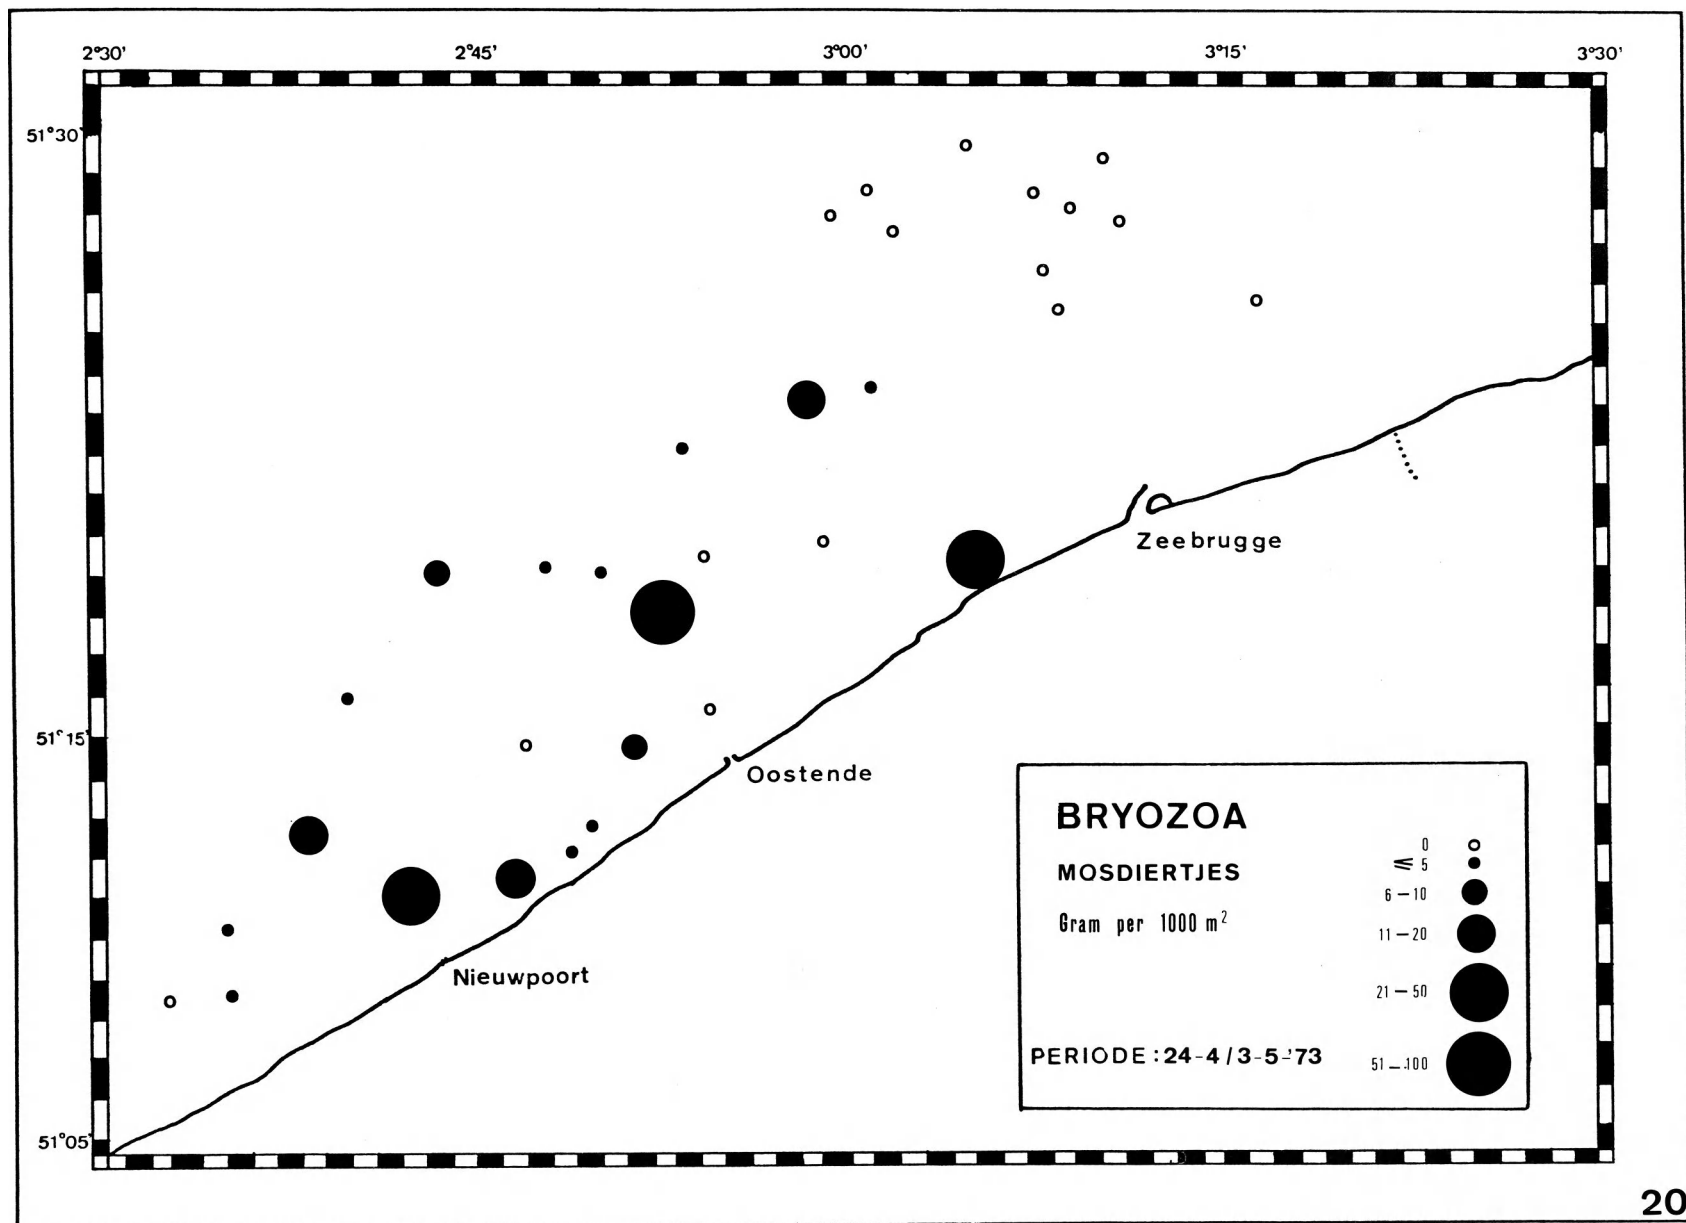 2°30' 2°45' 3°00' 3°15' 3°30'
51°30'
Zeebrugge
51°15'
Oostende
BRYOZOA
0
MOSDIERTJES
≤ 5
6 — 10
Gram per 1000 m²
11 — 20
Nieuwpoort
21 — 50
PERIODE : 24-4 / 3-5-'73
51 — 100
51°05'
20